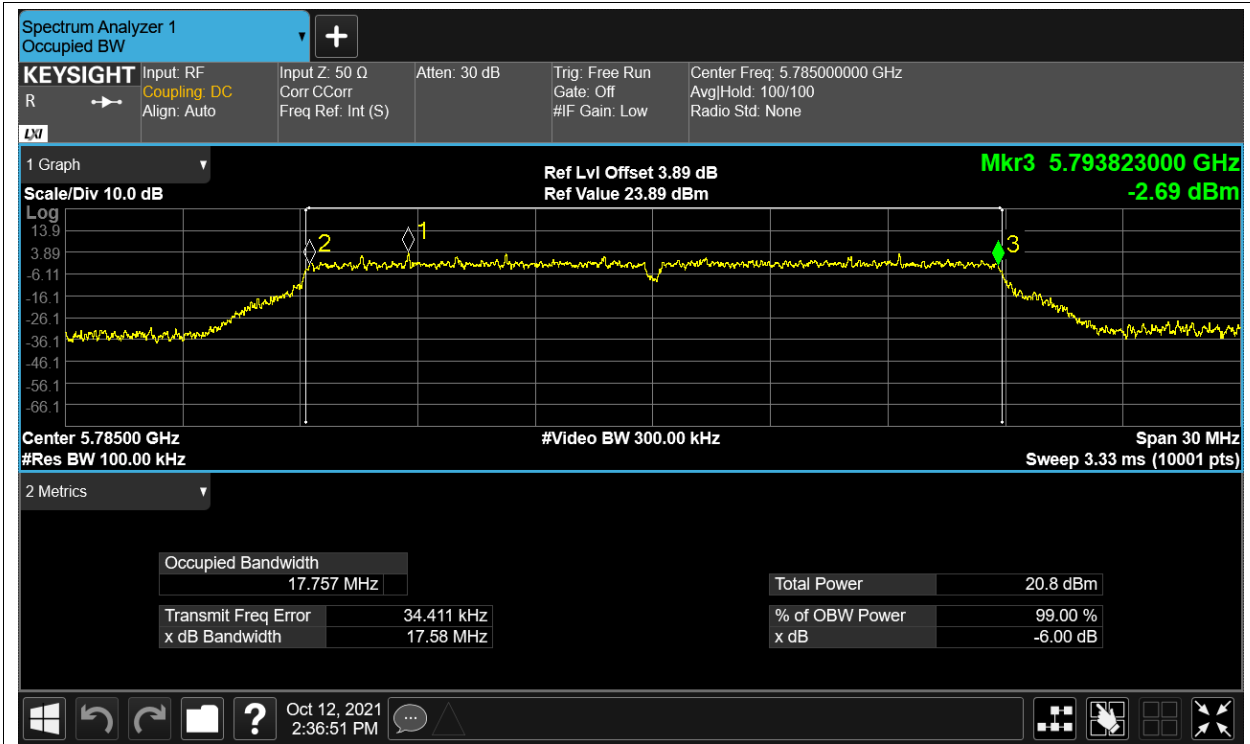 Spectrum Analyzer 1
Occupied BW
+
KEYSIGHT
R
LXI
Input: RF
Coupling: DC
Align: Auto
Input Z: 50 Ω
Corr CCorr
Freq Ref: Int (S)
Atten: 30 dB
Trig: Free Run
Gate: Off
#IF Gain: Low
Center Freq: 5.785000000 GHz
Avg|Hold: 100/100
Radio Std: None
1 Graph
Scale/Div 10.0 dB
Ref Lvl Offset 3.89 dB
Ref Value 23.89 dBm
Mkr3 5.793823000 GHz
-2.69 dBm
Log
13.9
3.89
-6.11
-16.1
-26.1
-36.1
-46.1
-56.1
-66.1
2
1
3
Center 5.78500 GHz
#Res BW 100.00 kHz
#Video BW 300.00 kHz
Span 30 MHz
Sweep 3.33 ms (10001 pts)
2 Metrics
Occupied Bandwidth
17.757 MHz
Transmit Freq Error 34.411 kHz
x dB Bandwidth 17.58 MHz
Total Power 20.8 dBm
% of OBW Power 99.00 %
x dB -6.00 dB
?
Oct 12, 2021
2:36:51 PM